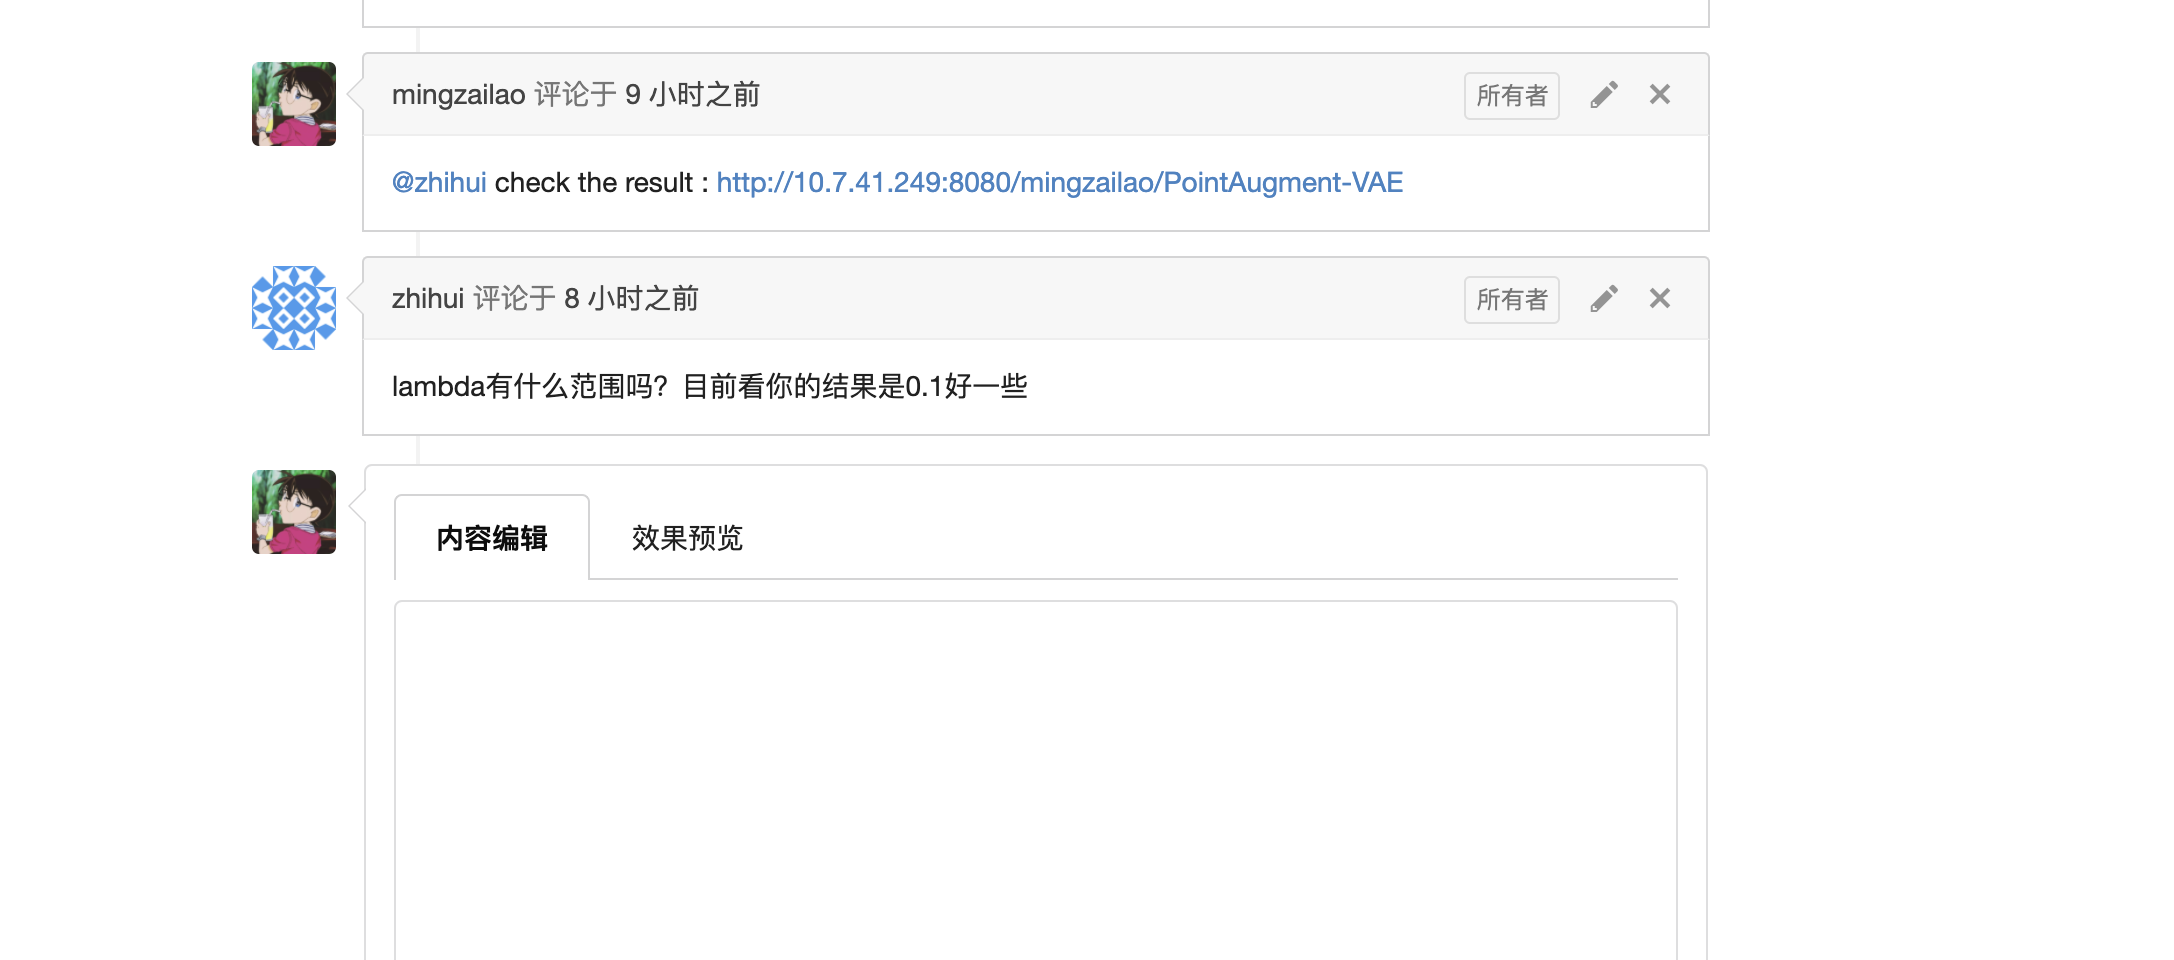 mingzailao 评论于 9 小时之前 所有者
@zhihui check the result : http://10.7.41.249:8080/mingzailao/PointAugment-VAE
zhihui 评论于 8 小时之前 所有者
lambda有什么范围吗？目前看你的结果是0.1好一些
内容编辑 效果预览